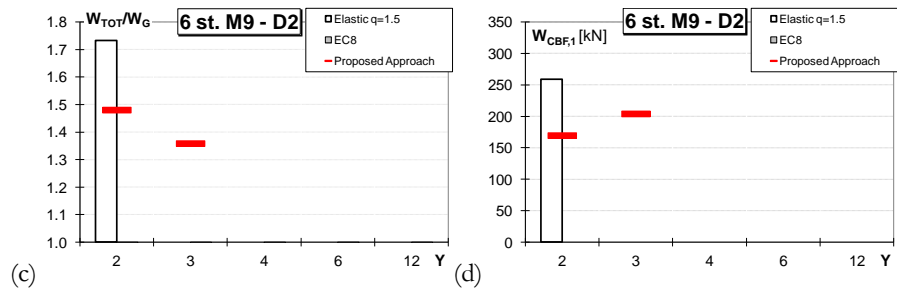 W_TOT/W_G
6 st. M9 - D2
Elastic q=1.5
EC8
Proposed Approach
1.8
1.7
1.6
1.5
1.4
1.3
1.2
1.1
1.0
2 3 4 6 12 Y
(c)
W_CBF,1 [kN]
6 st. M9 - D2
Elastic q=1.5
EC8
Proposed Approach
350
300
250
200
150
100
50
0
2 3 4 6 12 Y
(d)